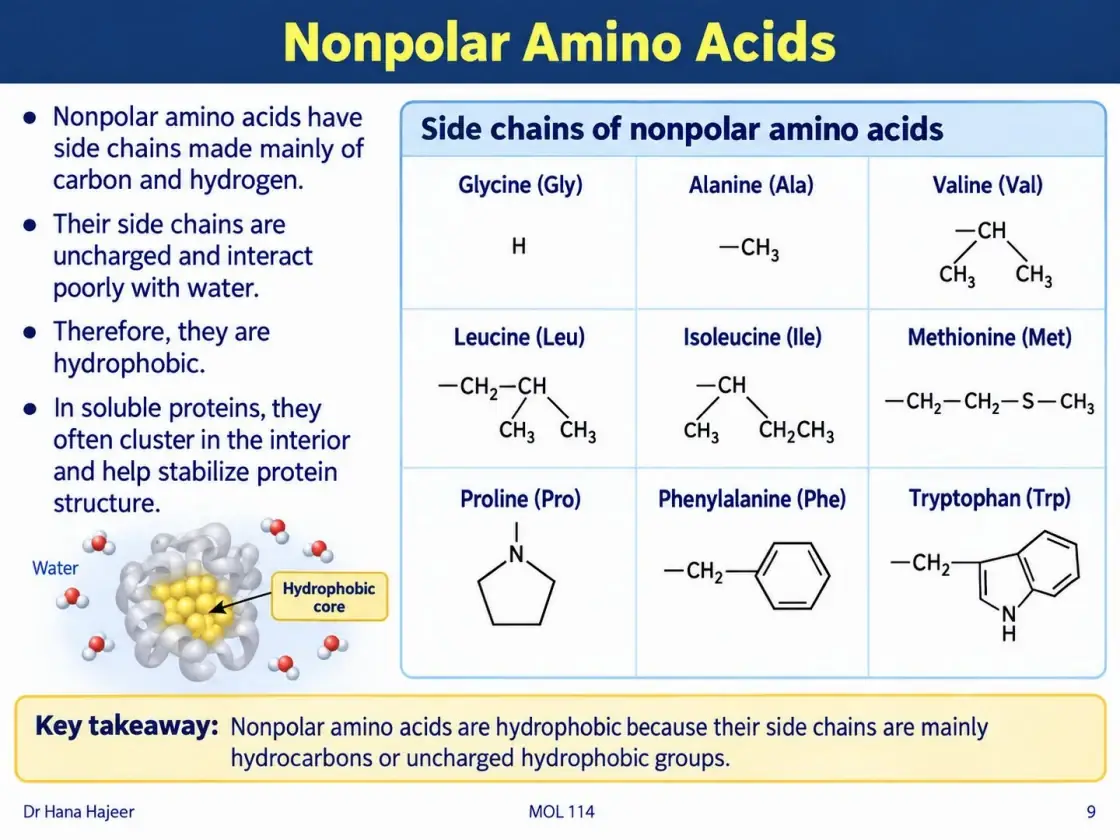 Nonpolar Amino Acids
● Nonpolar amino acids have
side chains made mainly of
carbon and hydrogen.
● Their side chains are
uncharged and interact
poorly with water.
● Therefore, they are
hydrophobic.
● In soluble proteins, they
often cluster in the interior
and help stabilize protein
structure.
Water
Hydrophobic
core
Side chains of nonpolar amino acids
Glycine (Gly)
H
Alanine (Ala)
—CH₃
Valine (Val)
—CH
CH₃ CH₃
Leucine (Leu)
—CH₂—CH
CH₃ CH₃
Isoleucine (Ile)
—CH
CH₃ CH₂CH₃
Methionine (Met)
—CH₂—CH₂—S—CH₃
Proline (Pro)
N
Phenylalanine (Phe)
—CH₂—
Tryptophan (Trp)
—CH₂—
N
H
Key takeaway: Nonpolar amino acids are hydrophobic because their side chains are mainly
hydrocarbons or uncharged hydrophobic groups.
Dr Hana Hajeer
MOL 114
9